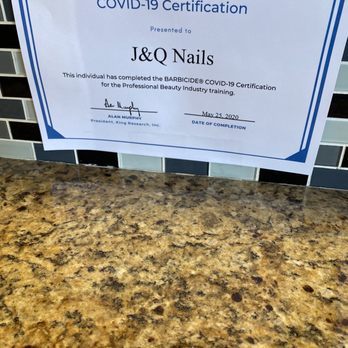 COVID-19 Certification
Presented to
J&Q Nails
This individual has completed the BARBICIDE® COVID-19 Certification
for the Professional Beauty Industry training.
May 25, 2020
ALAN MURPHY
President, King Research, Inc.
DATE OF COMPLETION